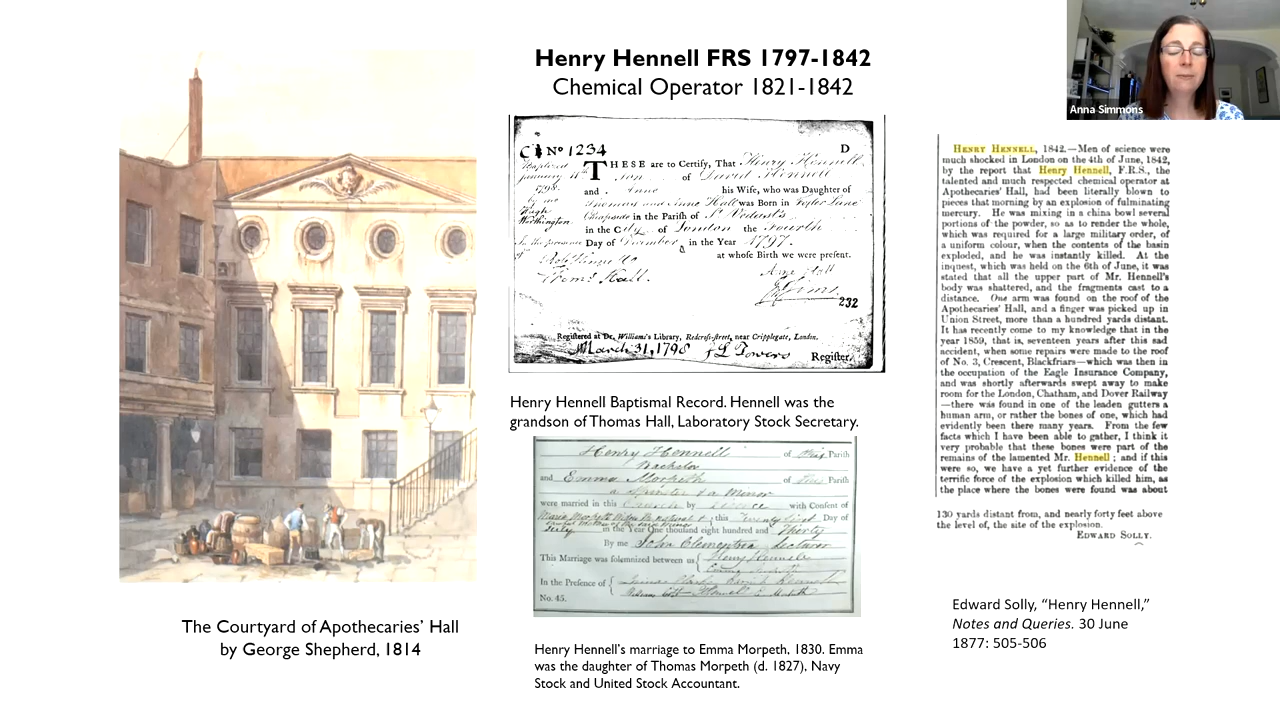 Henry Hennell FRS 1797-1842
Chemical Operator 1821-1842
Anna Simmons
The Courtyard of Apothecaries’ Hall
by George Shepherd, 1814
Nº 1234
D
THESE are to Certify, That Henry Hennell
Son of David Hennell
and Anne his Wife, who was Daughter of
Thomas and Anne Hall was Born in Foster Lane
Cheapside in the Parish of St Vedast's
in the City of London the Fourth
Day of December in the Year 1797.
at whose Birth we were present.
232
Registered at Dr. William's Library, Redcross-street, near Cripplegate, London.
March 31, 1798
Register.
Henry Hennell Baptismal Record. Hennell was the
grandson of Thomas Hall, Laboratory Stock Secretary.
Henry Hennell of this Parish
Bachelor
and Emma Morpeth of this Parish
a Spinster & a Minor
were married in this Church by licence with Consent of
this Twenty first Day of
in the Year One thousand eight hundred and Thirty
By me John Clementson Lecturer
This Marriage was solemnized between us Henry Hennell
In the Presence of
No. 45.
Henry Hennell’s marriage to Emma Morpeth, 1830. Emma
was the daughter of Thomas Morpeth (d. 1827), Navy
Stock and United Stock Accountant.
HENRY HENNELL, 1842.—Men of science were
much shocked in London on the 4th of June, 1842,
by the report that Henry Hennell, F.R.S., the
talented and much respected chemical operator at
Apothecaries' Hall, had been literally blown to
pieces that morning by an explosion of fulminating
mercury. He was mixing in a china bowl several
portions of the powder, so as to render the whole,
which was required for a large military order, of
a uniform colour, when the contents of the basin
exploded, and he was instantly killed. At the
inquest, which was held on the 6th of June, it was
stated that all the upper part of Mr. Hennell's
body was shattered, and the fragments cast to a
distance. One arm was found on the roof of the
Apothecaries' Hall, and a finger was picked up in
Union Street, more than a hundred yards distant.
It has recently come to my knowledge that in the
year 1859, that is, seventeen years after this sad
accident, when some repairs were made to the roof
of No. 3, Crescent, Blackfriars—which was then in
the occupation of the Eagle Insurance Company,
and was shortly afterwards swept away to make
room for the London, Chatham, and Dover Railway
—there was found in one of the leaden gutters a
human arm, or rather the bones of one, which had
evidently been there many years. From the few
facts which I have been able to gather, I think it
very probable that these bones were part of the
remains of the lamented Mr. Hennell ; and if this
were so, we have a yet further evidence of the
terrific force of the explosion which killed him, as
the place where the bones were found was about
130 yards distant from, and nearly forty feet above
the level of, the site of the explosion.
EDWARD SOLLY.
Edward Solly, “Henry Hennell,”
Notes and Queries. 30 June
1877: 505-506